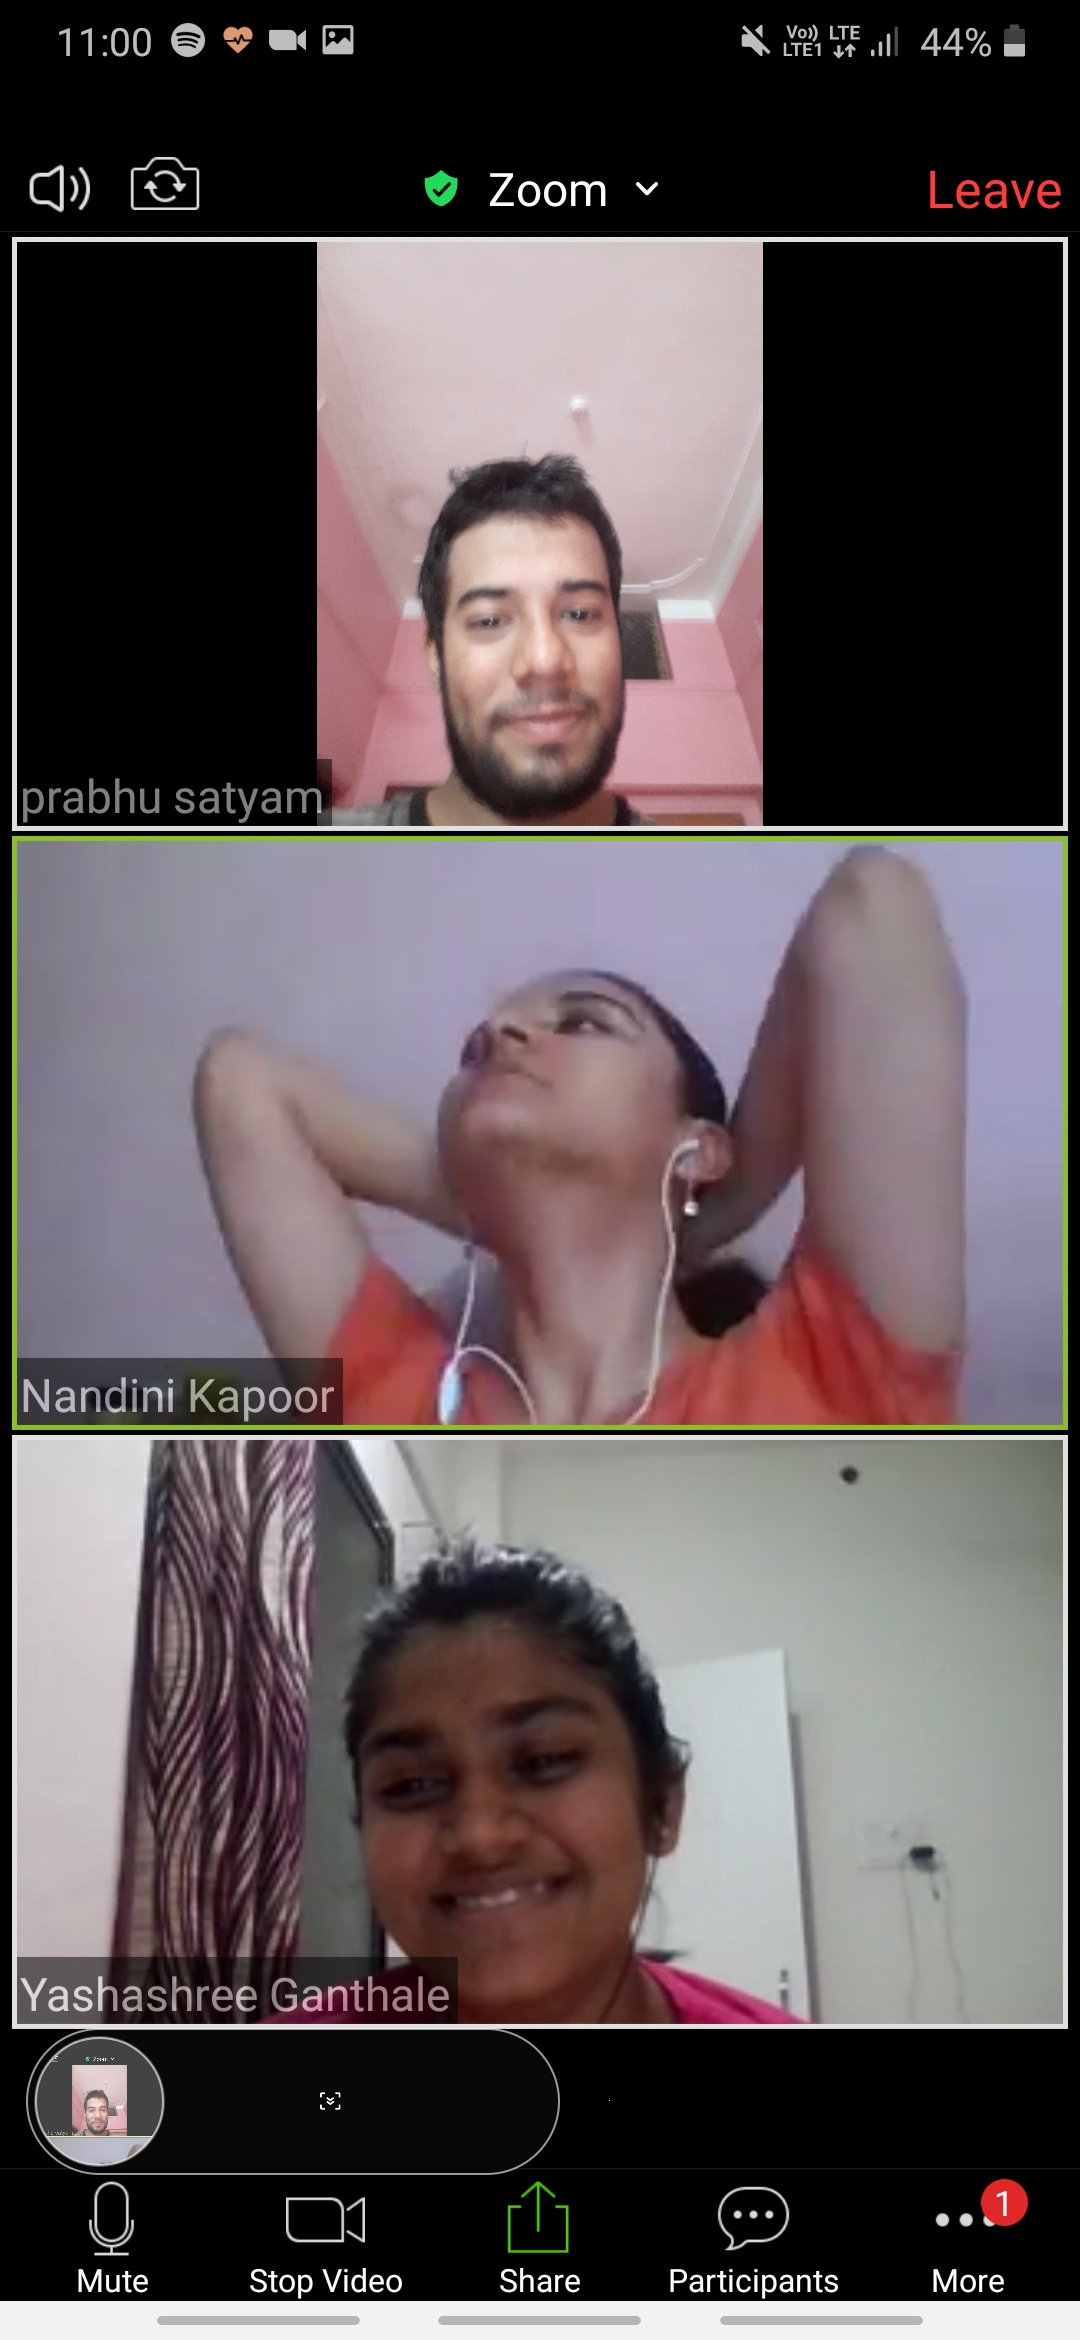 11:00
Vo)) LTE
LTE1
44%
Zoom
Leave
prabhu satyam
Nandini Kapoor
Yashashree Ganthale
1
Mute Stop Video Share Participants More